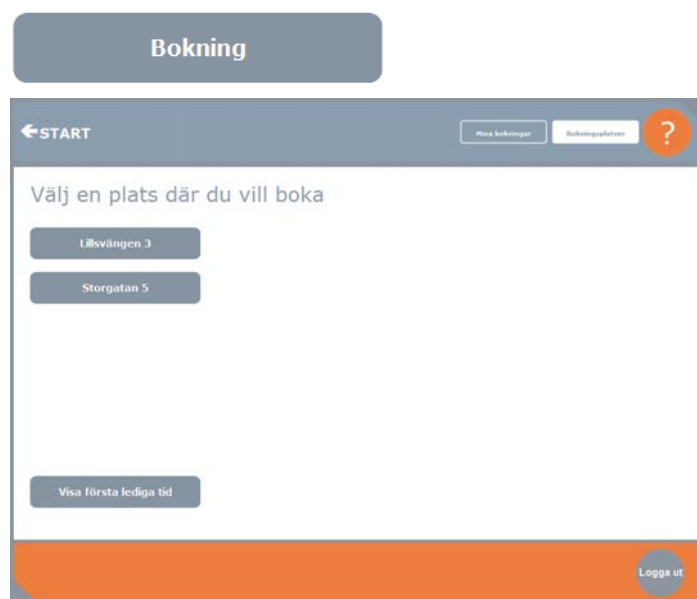 Bokning
START
Mina bokningar
Bokningsplatser
?
Välj en plats där du vill boka
Lillsvängen 3
Storgatan 5
Visa första lediga tid
Logga ut